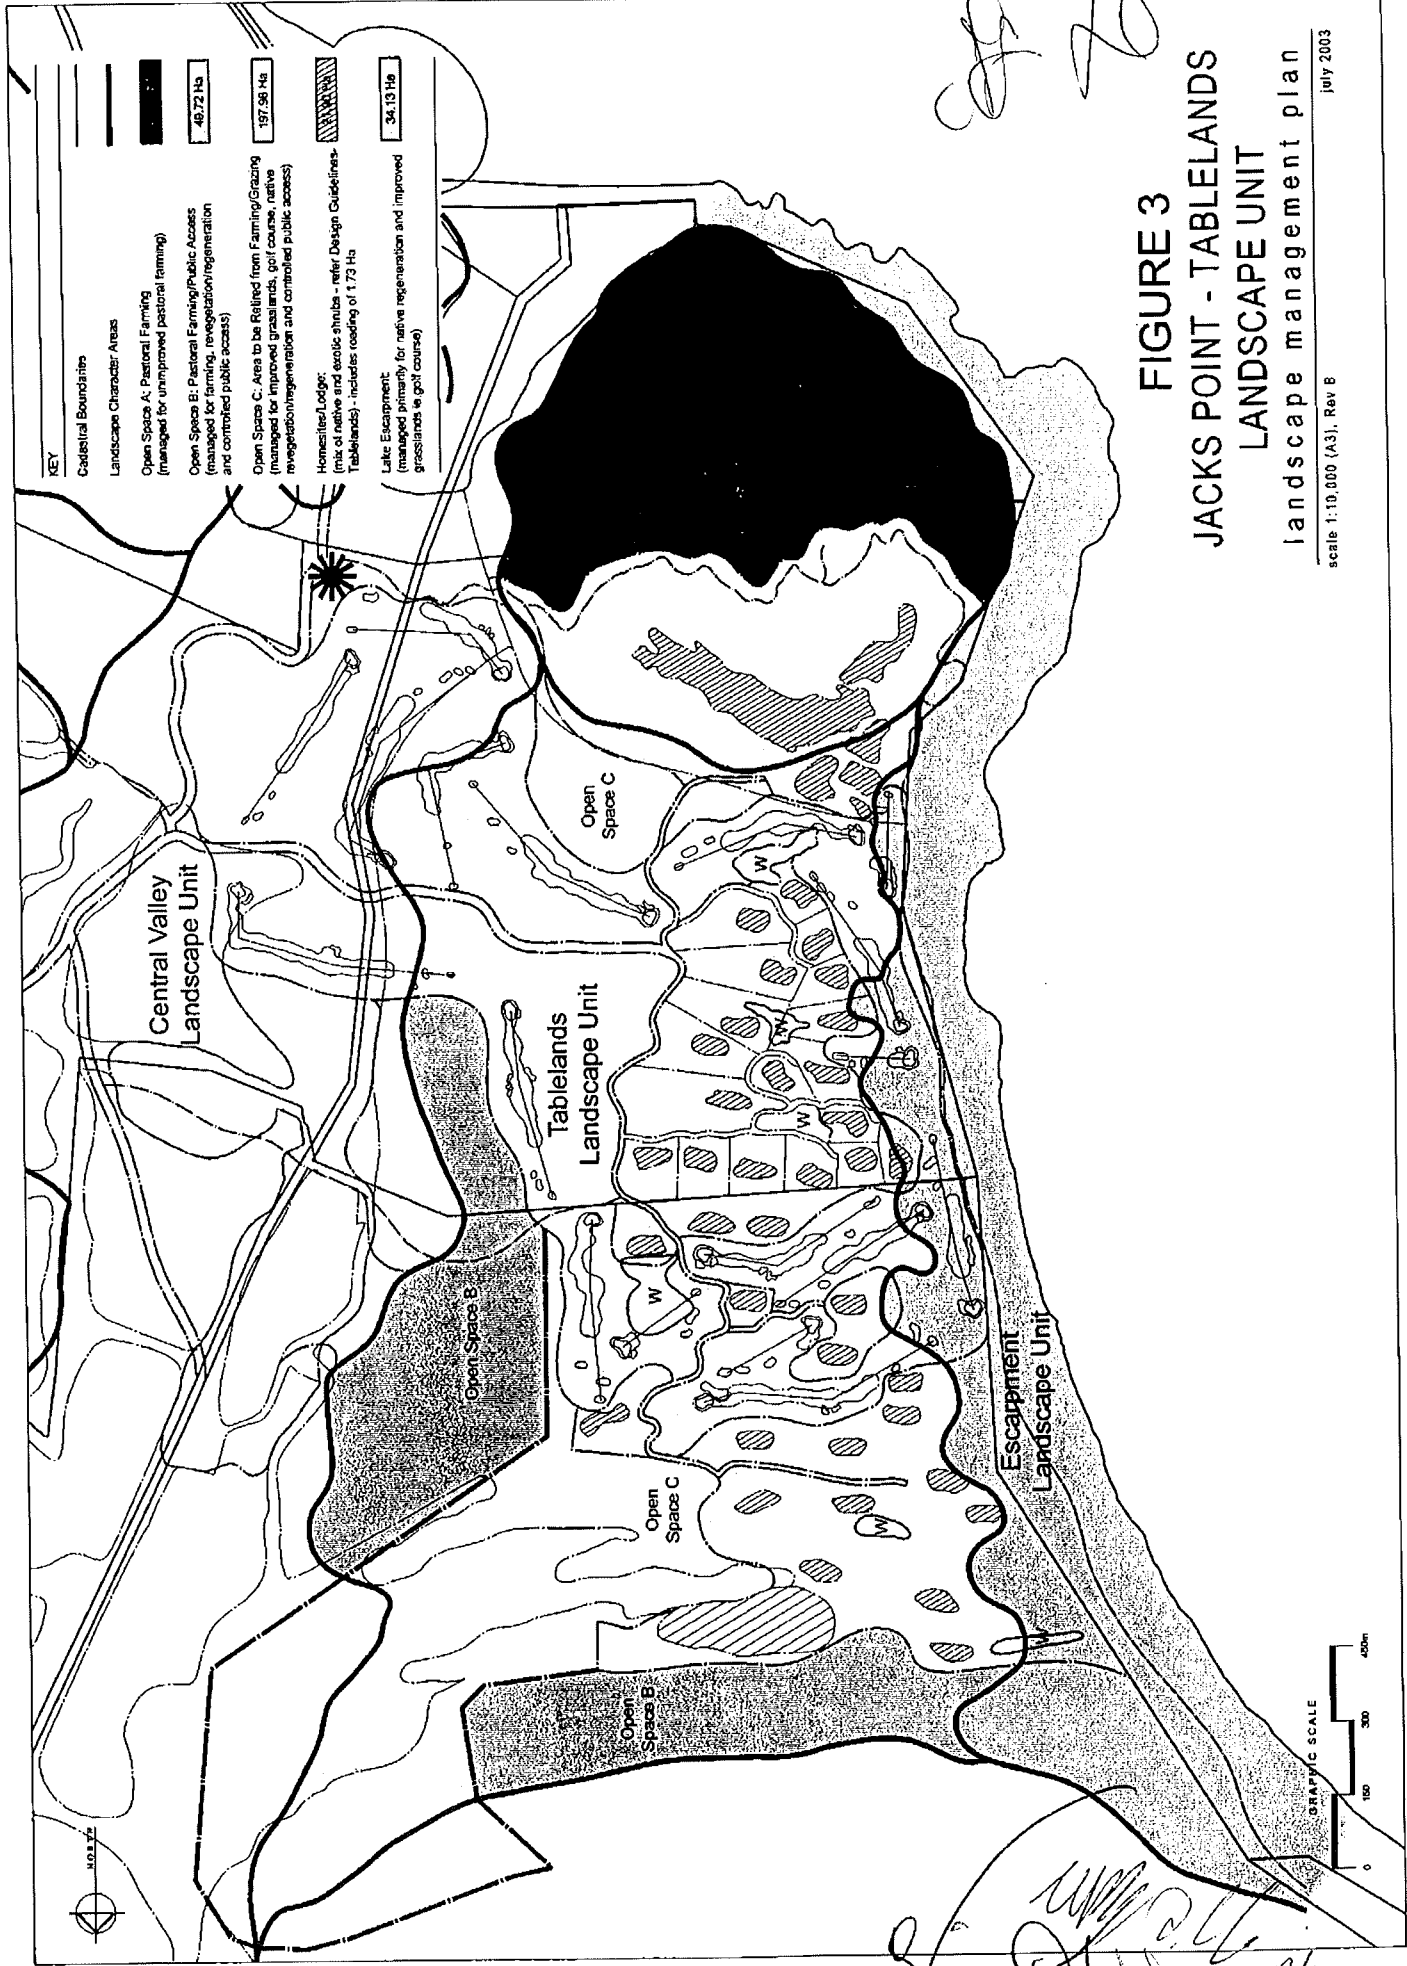 KEY
Cadastral Boundaries
Landscape Character Areas
Open Space A: Pastoral Farming
(managed for unimproved pastoral farming)
Open Space B: Pastoral Farming/Public Access
(managed for farming, revegetation/regeneration
and controlled public access)
49.72 Ha
Open Space C: Area to be Retired from Farming/Grazing
(managed for improved grasslands, golf course, native
revegetation/regeneration and controlled public access)
197.96 Ha
Homesites/Lodge:
(mix of native and exotic shrubs - refer Design Guidelines-
Tablelands) - includes roading of 1.73 Ha
Lake Escarpment
(managed primarily for native regeneration and improved
grasslands ie golf course)
34.13 Ha
Central Valley
Landscape Unit
Open
Space C
Tablelands
Landscape Unit
Open Space B
Open
Space C
Open
Space B
Escarpment
Landscape Unit
W
W
W
W
W
W
NORTH
GRAPHIC SCALE
0
150
300
450m
FIGURE 3
JACKS POINT - TABLELANDS
LANDSCAPE UNIT
landscape management plan
scale 1:10,000 (A3), Rev B
july 2003